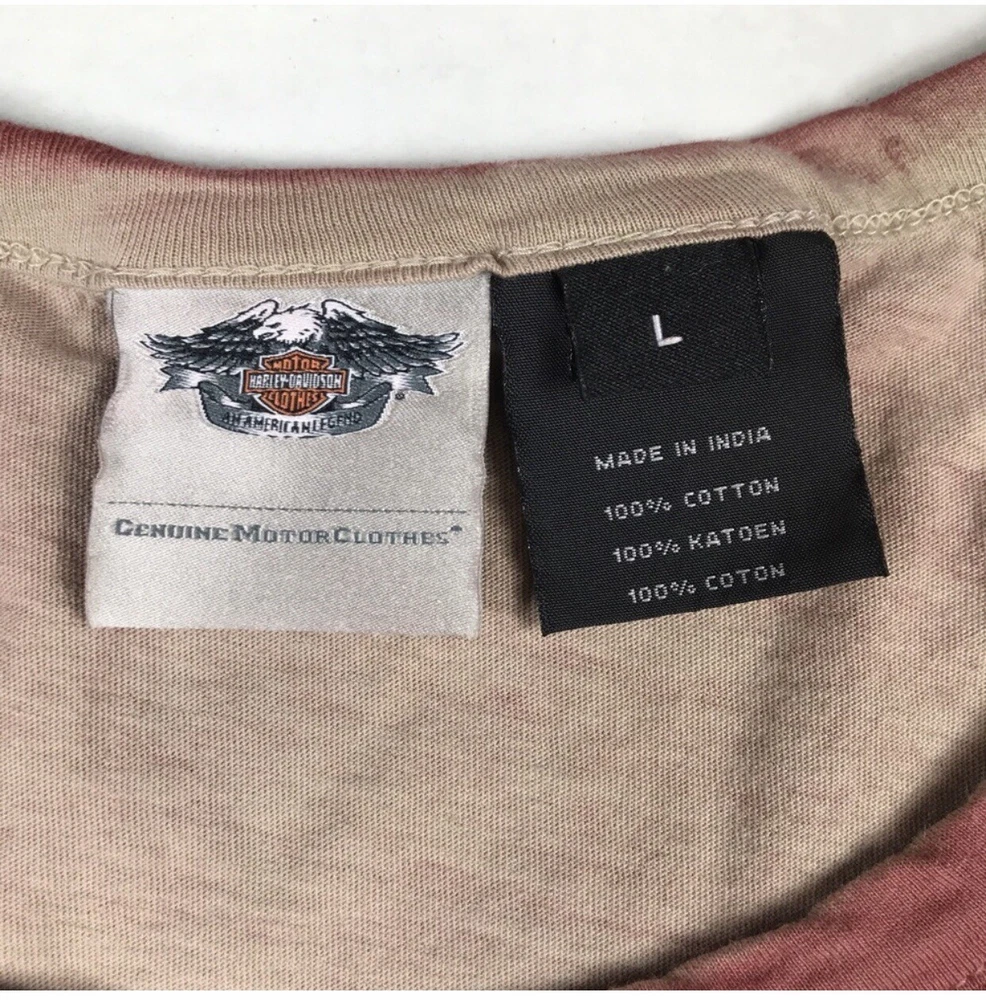 MOTOR
HARLEY-DAVIDSON
CLOTHES
®
AN AMERICAN LEGEND
GENUINE MOTORCLOTHES®
L
MADE IN INDIA
100% COTTON
100% KATOEN
100% COTON